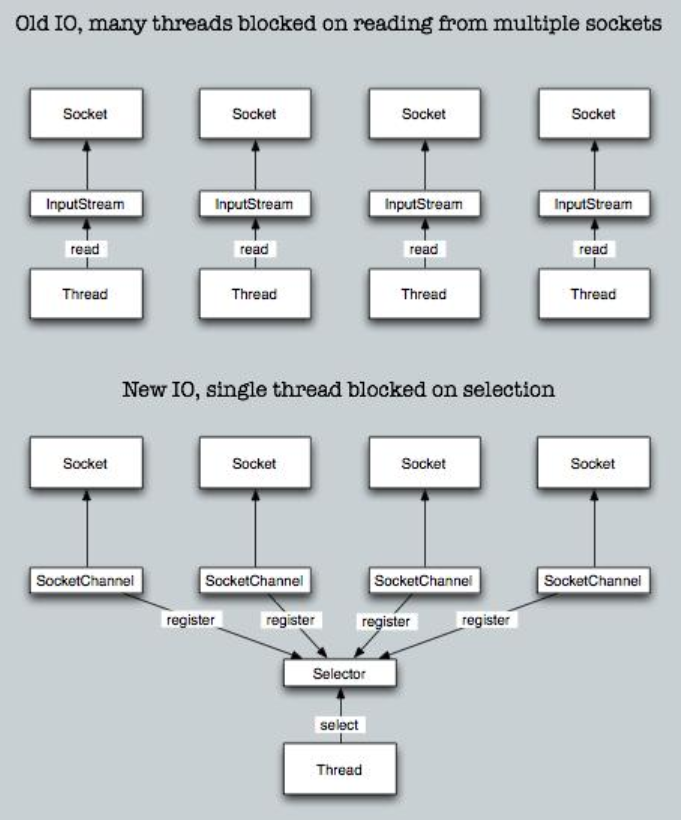 Old IO, many threads blocked on reading from multiple sockets
Socket Socket Socket Socket
InputStream InputStream InputStream InputStream
read read read read
Thread Thread Thread Thread
New IO, single thread blocked on selection
Socket Socket Socket Socket
SocketChannel SocketChannel SocketChannel SocketChannel
register register register register
Selector
select
Thread